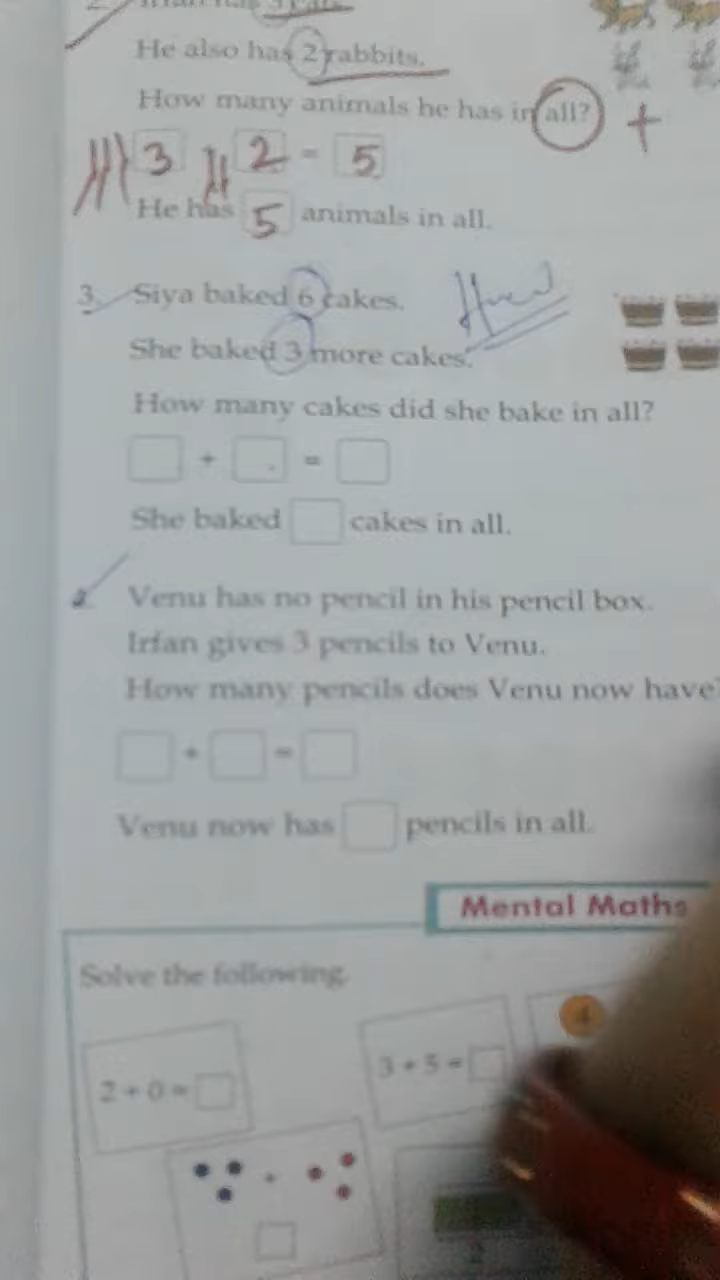 He also has 2 rabbits.
How many animals he has in all? +
3 2 = 5
He has 5 animals in all.
3. Siya baked 6 cakes.
She baked 3 more cakes.
How many cakes did she bake in all?
+ =
She baked cakes in all.
Venu has no pencil in his pencil box.
Irfan gives 3 pencils to Venu.
How many pencils does Venu now have?
+ =
Venu now has pencils in all.
Mental Maths
Solve the following.
4
2 + 0 =
3 + 5 =
+
2